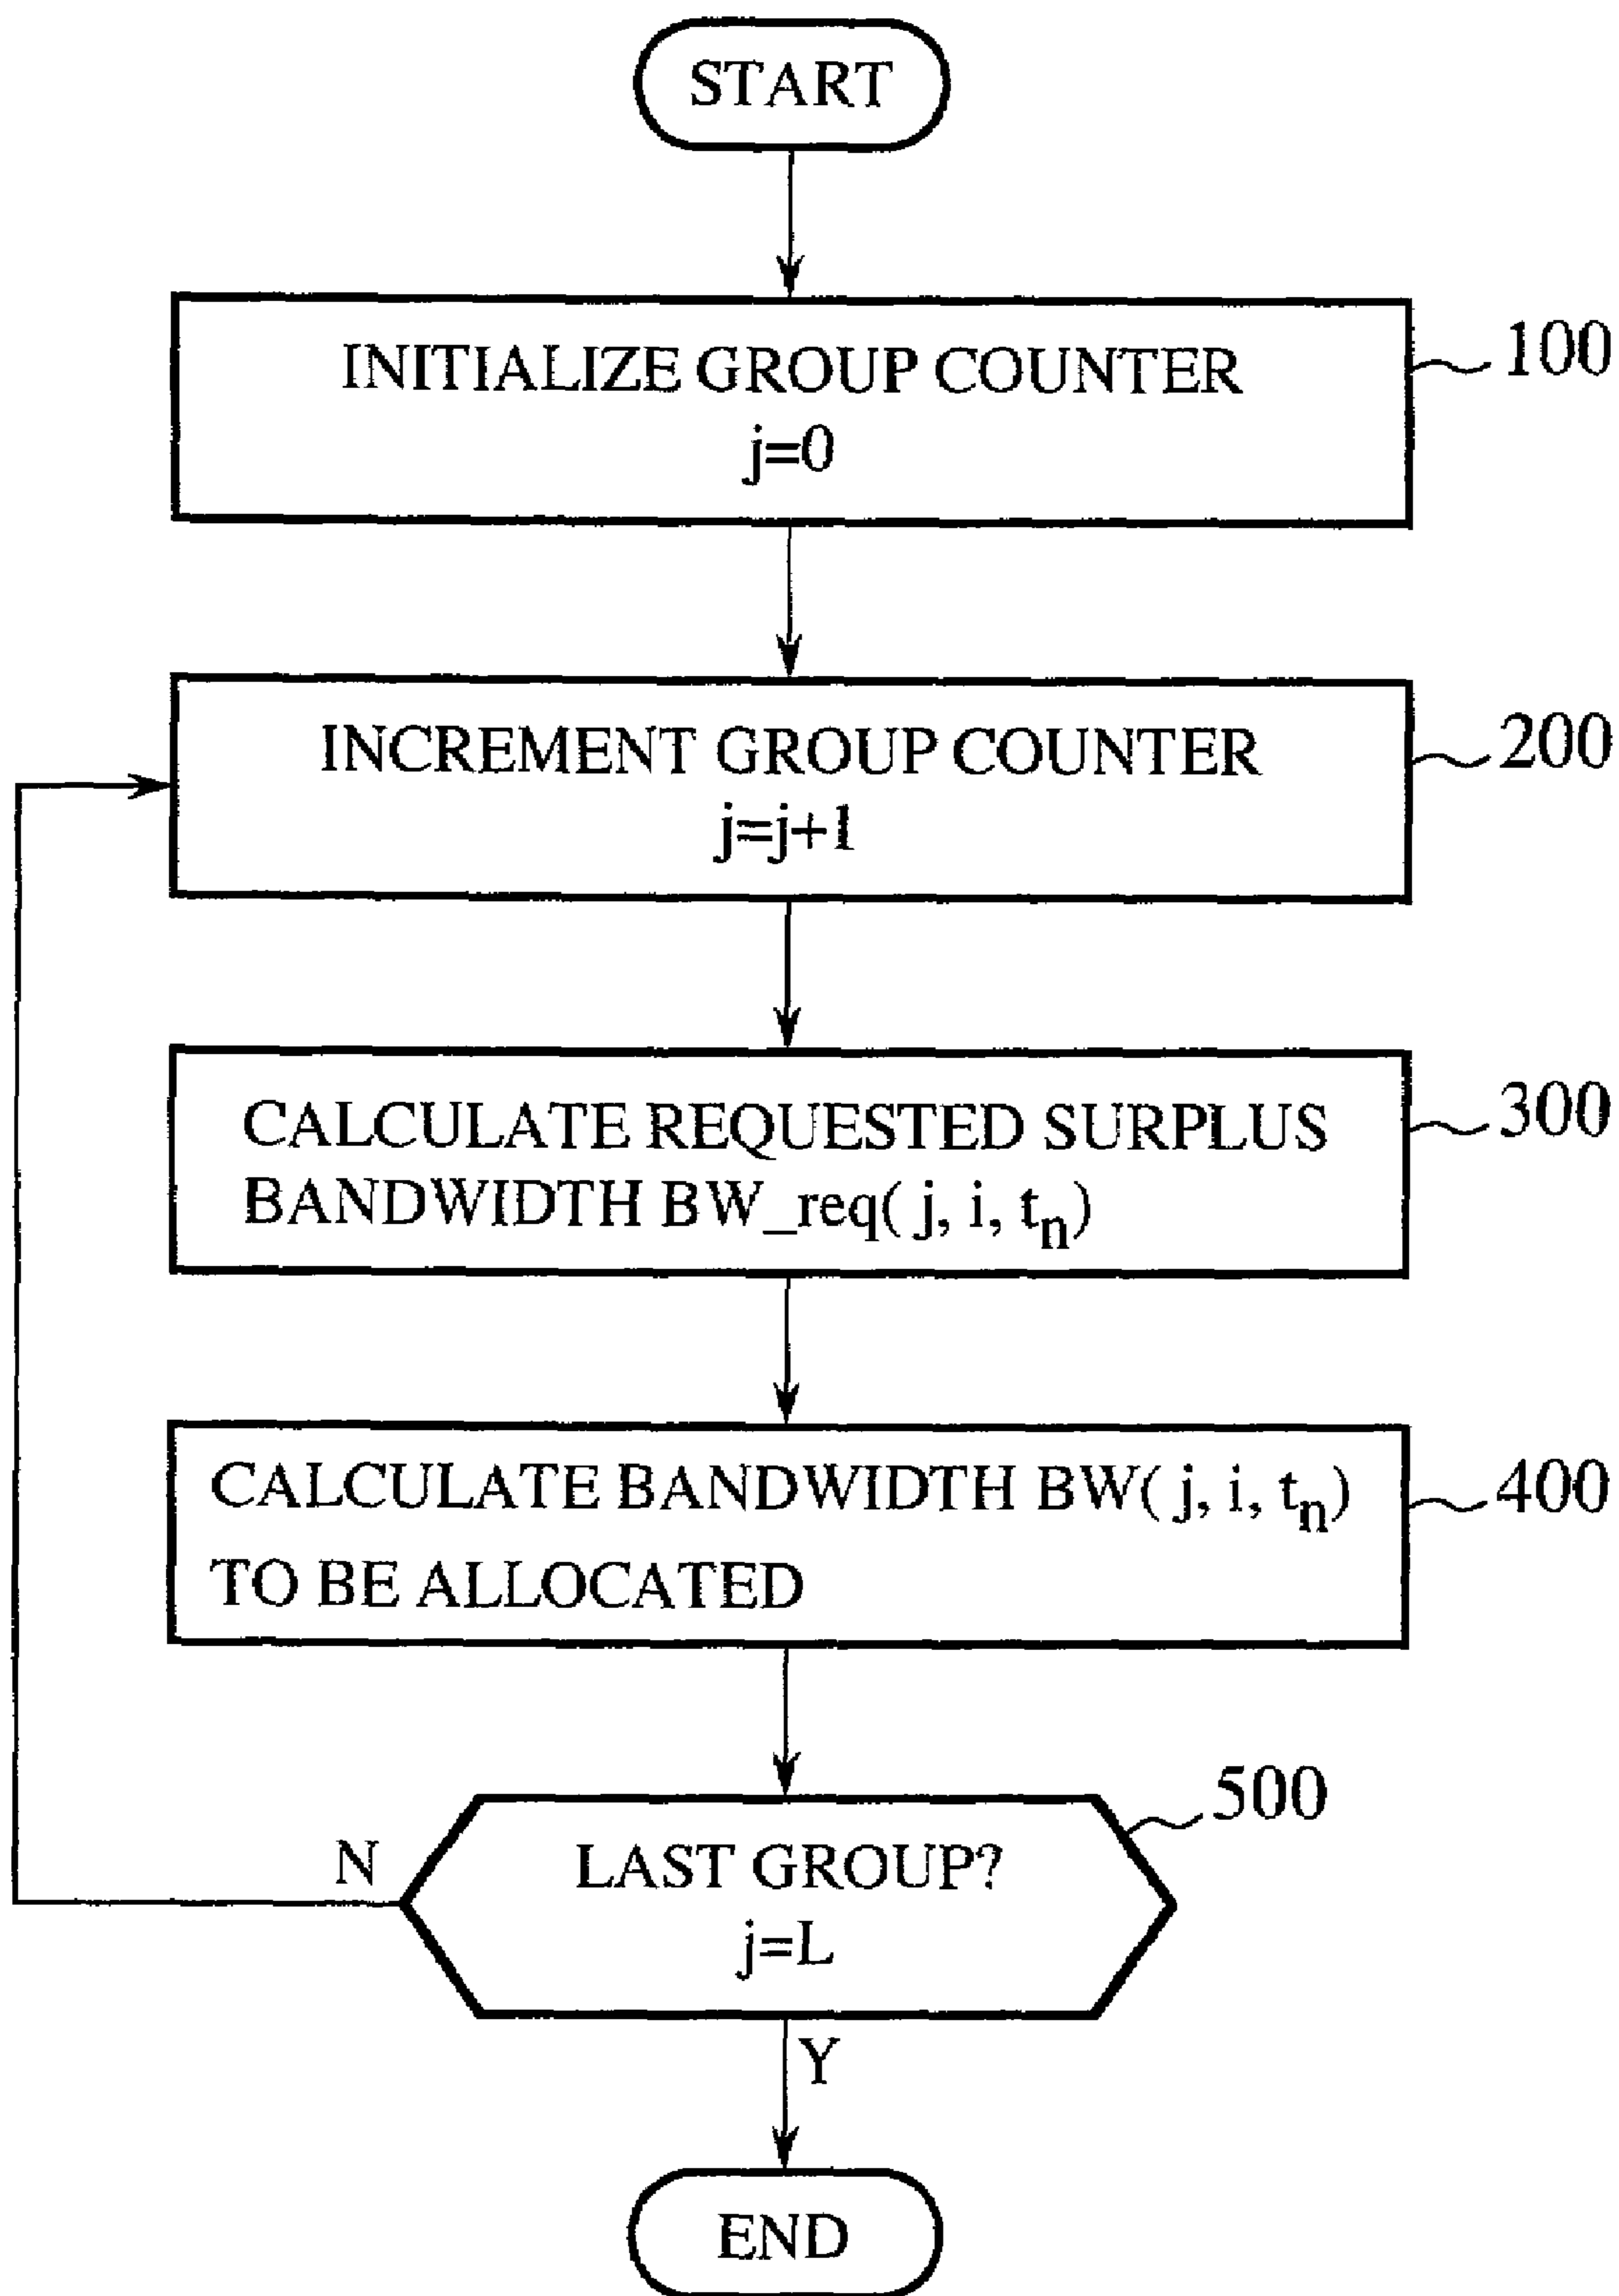 START
INITIALIZE GROUP COUNTER
j=0
100
INCREMENT GROUP COUNTER
j=j+1
200
CALCULATE REQUESTED SURPLUS
BANDWIDTH BW_req( j, i, tn)
300
CALCULATE BANDWIDTH BW( j, i, tn)
TO BE ALLOCATED
400
LAST GROUP?
j=L
500
N
Y
END